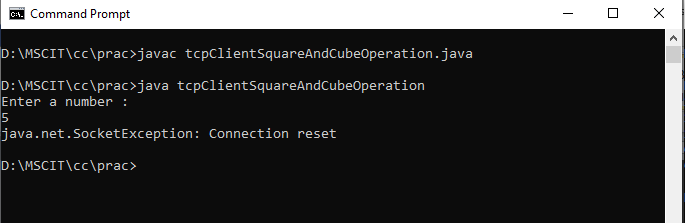 Command Prompt
D:\MSCIT\cc\prac>javac tcpClientSquareAndCubeOperation.java
D:\MSCIT\cc\prac>java tcpClientSquareAndCubeOperation
Enter a number :
5
java.net.SocketException: Connection reset
D:\MSCIT\cc\prac>